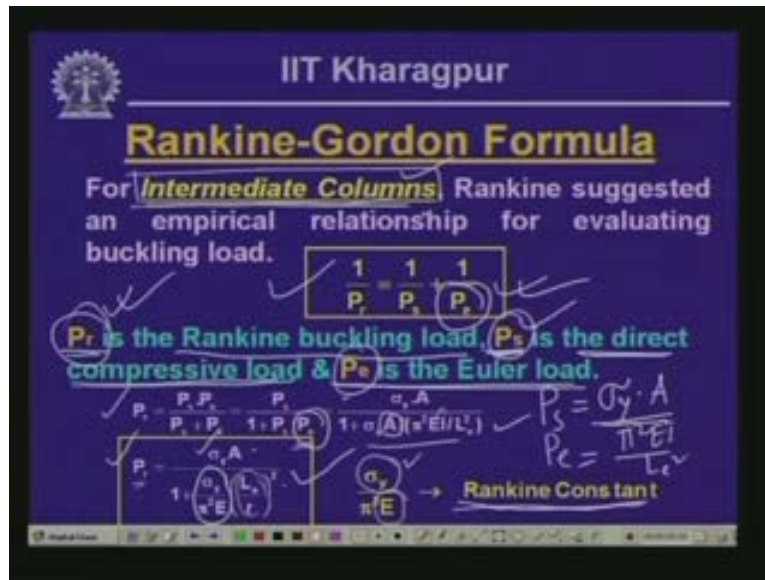 IIT Kharagpur
Rankine-Gordon Formula
For Intermediate Columns, Rankine suggested
an empirical relationship for evaluating
buckling load.
1/Pr = 1/Ps + 1/Pe
Pr is the Rankine buckling load, Ps is the direct
compressive load & Pe is the Euler load.
Ps = σy . A
Pe = π²EI / Le²
σy / π²E → Rankine Constant